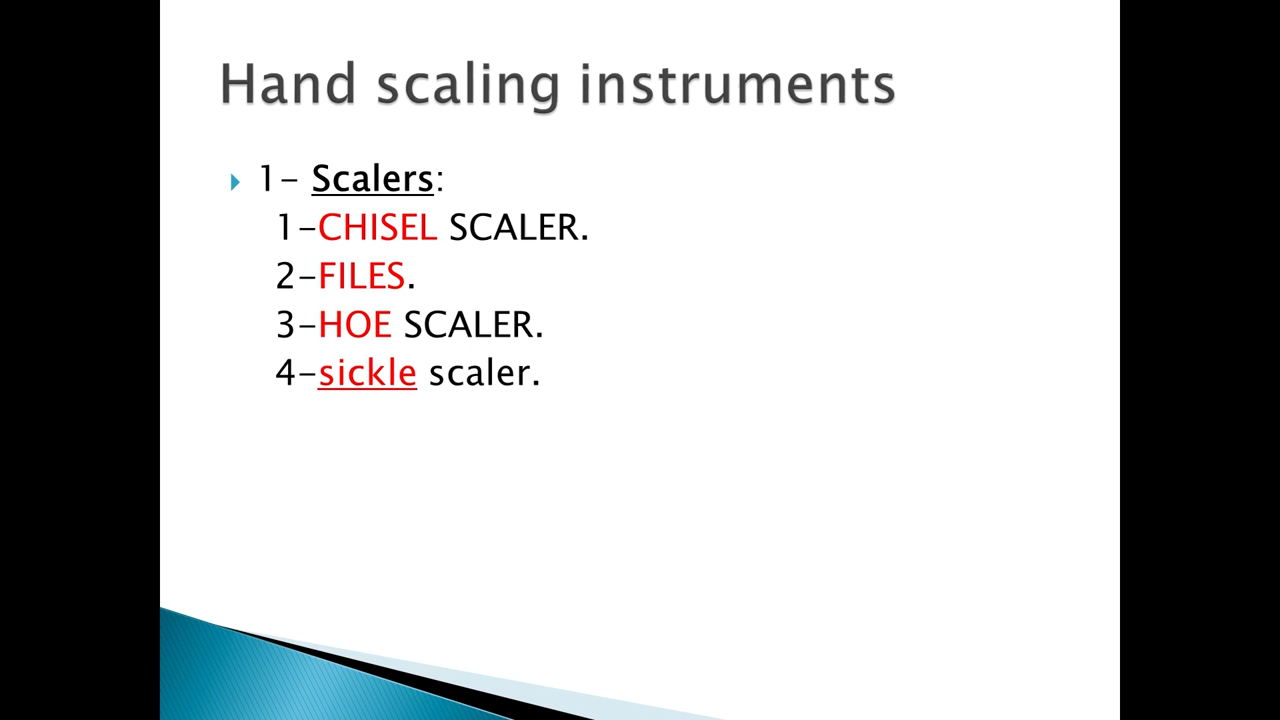 Hand scaling instruments
1- Scalers:
1-CHISEL SCALER.
2-FILES.
3-HOE SCALER.
4-sickle scaler.